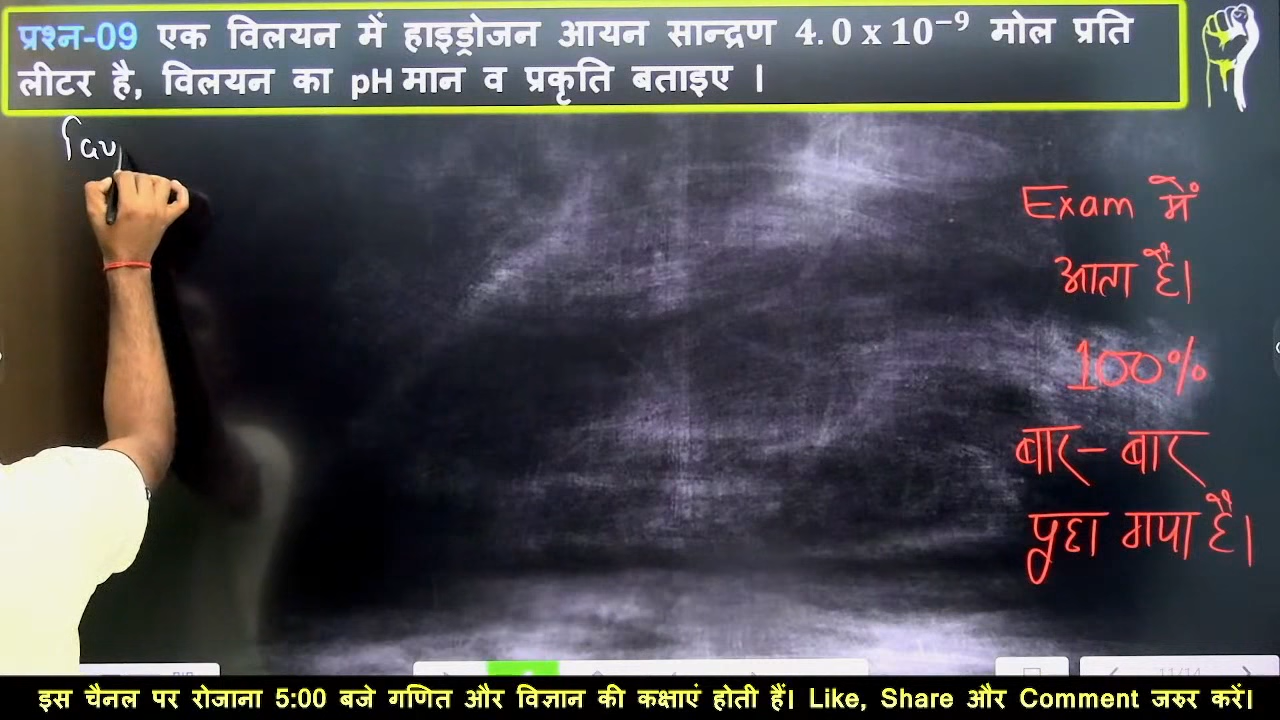 प्रश्न-09 एक विलयन में हाइड्रोजन आयन सान्द्रण 4.0 x 10⁻⁹ मोल प्रति
लीटर है, विलयन का pH मान व प्रकृति बताइए ।
Exam में
आता है।
100%
बार-बार
पूछा गया है।
11/14
इस चैनल पर रोजाना 5:00 बजे गणित और विज्ञान की कक्षाएं होती हैं। Like, Share और Comment जरुर करें।